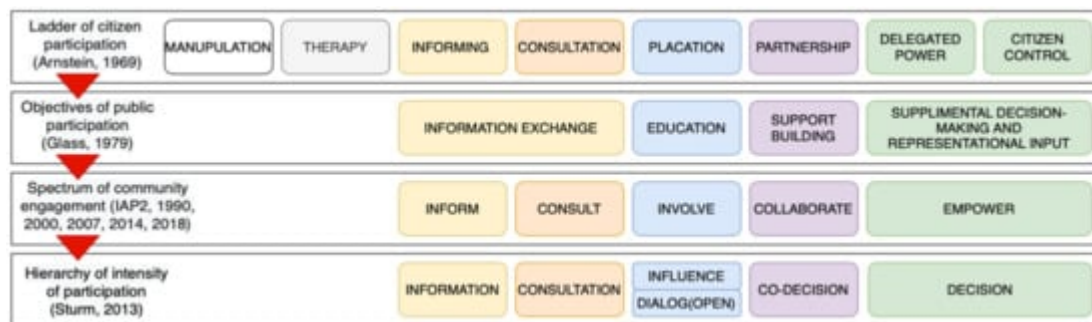 Ladder of citizen
participation
(Arnstein, 1969)
MANUPULATION
THERAPY
INFORMING
CONSULTATION
PLACATION
PARTNERSHIP
DELEGATED
POWER
CITIZEN
CONTROL
Objectives of public
participation
(Glass, 1979)
INFORMATION EXCHANGE
EDUCATION
SUPPORT
BUILDING
SUPPLIMENTAL DECISION-
MAKING AND
REPRESENTATIONAL INPUT
Spectrum of community
engagement (IAP2, 1990,
2000, 2007, 2014, 2018)
INFORM
CONSULT
INVOLVE
COLLABORATE
EMPOWER
Hierarchy of intensity
of participation
(Sturm, 2013)
INFORMATION
CONSULTATION
INFLUENCE
DIALOG(OPEN)
CO-DECISION
DECISION